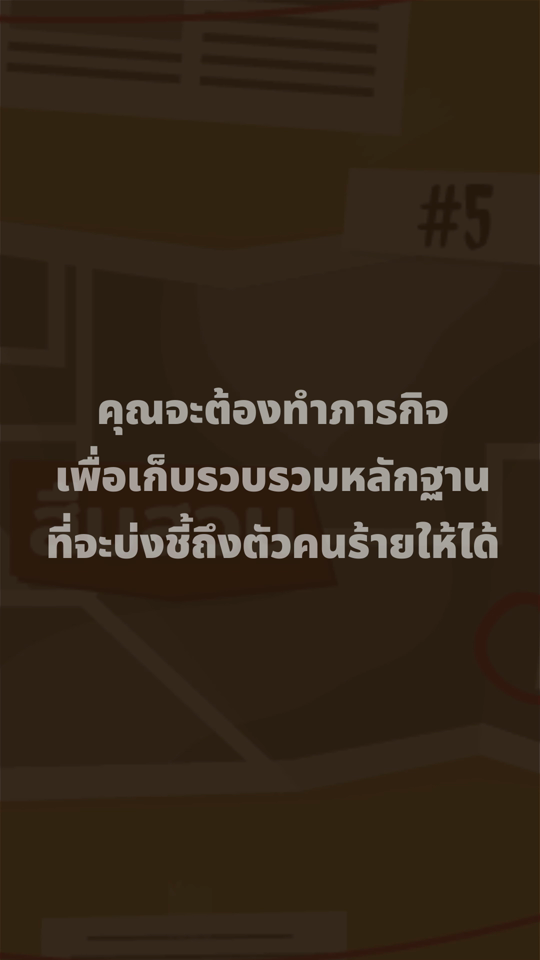 #5
คุณจะต้องทำภารกิจ
เพื่อเก็บรวบรวมหลักฐาน
ที่จะบ่งชี้ถึงตัวคนร้ายให้ได้